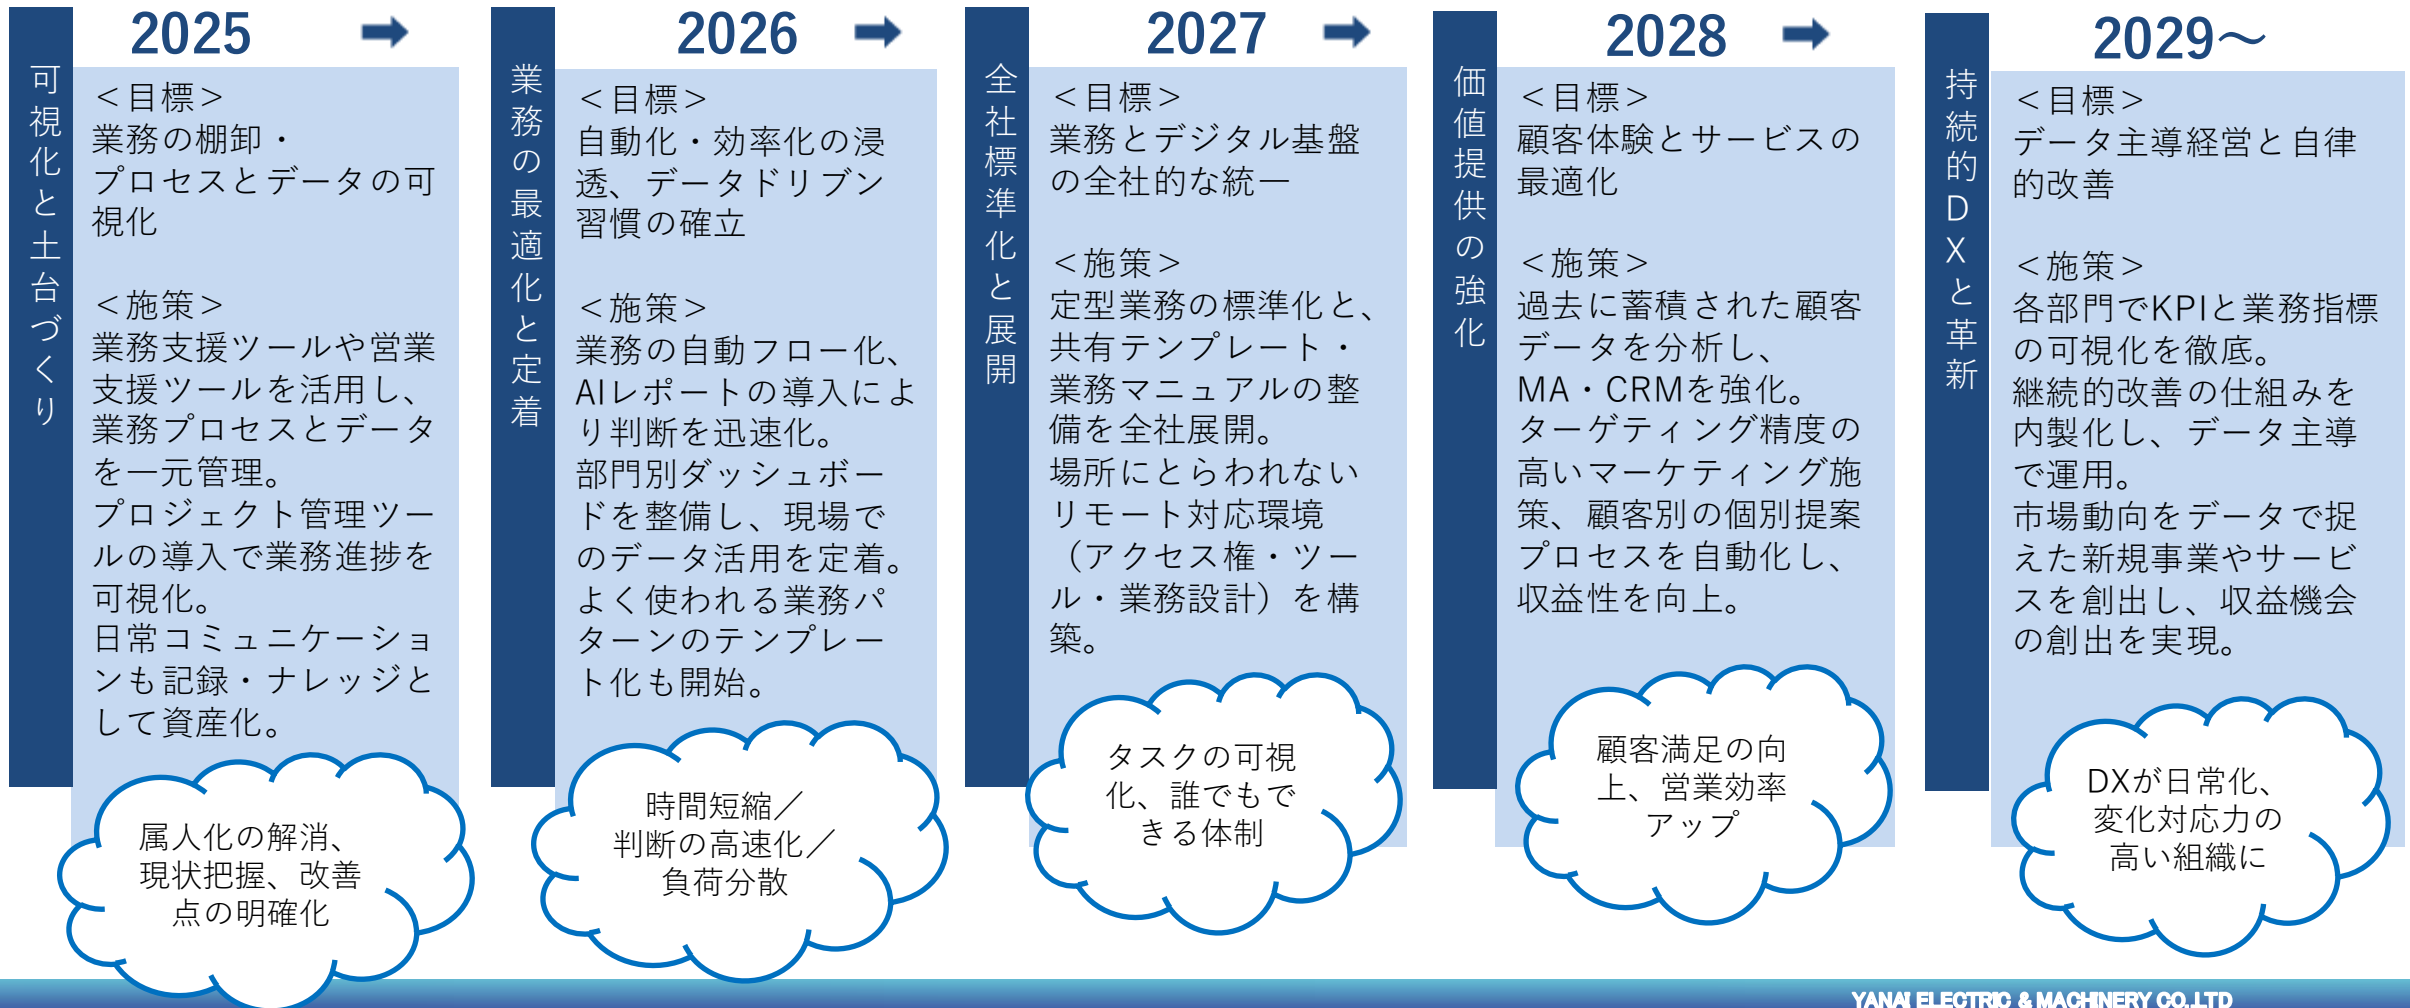 2025
可視化と土台づくり
＜目標＞
業務の棚卸・
プロセスとデータの可
視化
＜施策＞
業務支援ツールや営業
支援ツールを活用し、
業務プロセスとデータ
を一元管理。
プロジェクト管理ツー
ルの導入で業務進捗を
可視化。
日常コミュニケーショ
ンも記録・ナレッジと
して資産化。
属人化の解消、
現状把握、改善
点の明確化
2026
業務の最適化と定着
＜目標＞
自動化・効率化の浸
透、データドリブン
習慣の確立
＜施策＞
業務の自動フロー化、
AIレポートの導入によ
り判断を迅速化。
部門別ダッシュボー
ドを整備し、現場で
のデータ活用を定着。
よく使われる業務パ
ターンのテンプレー
ト化も開始。
時間短縮／
判断の高速化／
負荷分散
2027
全社標準化と展開
＜目標＞
業務とデジタル基盤
の全社的な統一
＜施策＞
定型業務の標準化と、
共有テンプレート・
業務マニュアルの整
備を全社展開。
場所にとらわれない
リモート対応環境
（アクセス権・ツー
ル・業務設計）を構
築。
タスクの可視
化、誰でもで
きる体制
2028
価値提供の強化
＜目標＞
顧客体験とサービスの
最適化
＜施策＞
過去に蓄積された顧客
データを分析し、
MA・CRMを強化。
ターゲティング精度の
高いマーケティング施
策、顧客別の個別提案
プロセスを自動化し、
収益性を向上。
顧客満足の向
上、営業効率
アップ
2029～
持続的DXと革新
＜目標＞
データ主導経営と自律
的改善
＜施策＞
各部門でKPIと業務指標
の可視化を徹底。
継続的改善の仕組みを
内製化し、データ主導
で運用。
市場動向をデータで捉
えた新規事業やサービ
スを創出し、収益機会
の創出を実現。
DXが日常化、
変化対応力の
高い組織に
YANAI ELECTRIC & MACHINERY CO.,LTD